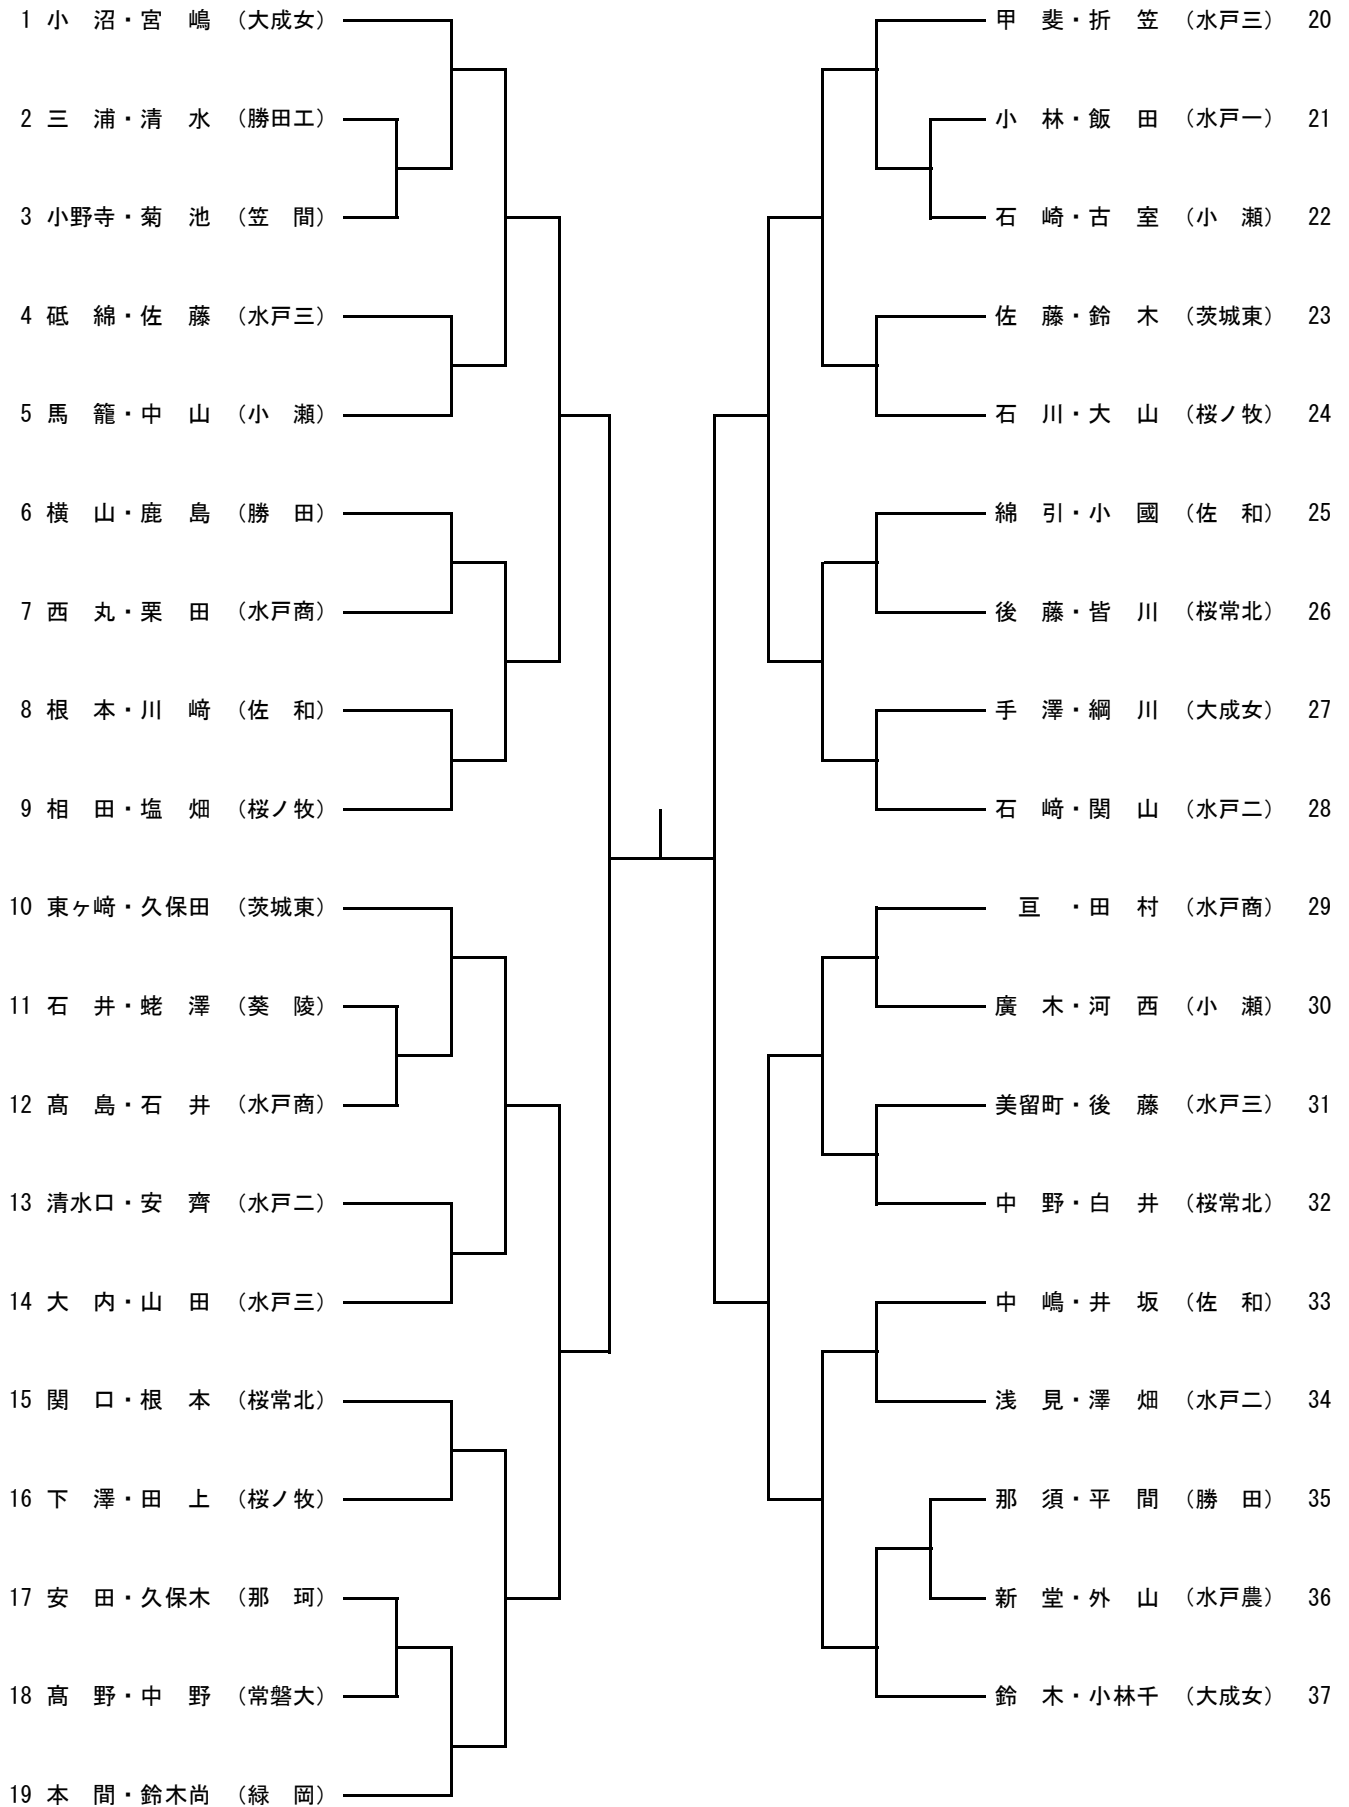 1 小　沼・宮　嶋 （大成女）
2 三　浦・清　水 （勝田工）
3 小野寺・菊　池 （笠　間）
4 砥　綿・佐　藤 （水戸三）
5 馬　籠・中　山 （小　瀬）
6 横　山・鹿　島 （勝　田）
7 西　丸・栗　田 （水戸商）
8 根　本・川　﨑 （佐　和）
9 相　田・塩　畑 （桜ノ牧）
10 東ヶ﨑・久保田 （茨城東）
11 石　井・蛯　澤 （葵　陵）
12 髙　島・石　井 （水戸商）
13 清水口・安　齊 （水戸二）
14 大　内・山　田 （水戸三）
15 関　口・根　本 （桜常北）
16 下　澤・田　上 （桜ノ牧）
17 安　田・久保木 （那　珂）
18 髙　野・中　野 （常磐大）
19 本　間・鈴木尚 （緑　岡）
甲　斐・折　笠 （水戸三） 20
小　林・飯　田 （水戸一） 21
石　崎・古　室 （小　瀬） 22
佐　藤・鈴　木 （茨城東） 23
石　川・大　山 （桜ノ牧） 24
綿　引・小　國 （佐　和） 25
後　藤・皆　川 （桜常北） 26
手　澤・綱　川 （大成女） 27
石　﨑・関　山 （水戸二） 28
亘　・田　村 （水戸商） 29
廣　木・河　西 （小　瀬） 30
美留町・後　藤 （水戸三） 31
中　野・白　井 （桜常北） 32
中　嶋・井　坂 （佐　和） 33
浅　見・澤　畑 （水戸二） 34
那　須・平　間 （勝　田） 35
新　堂・外　山 （水戸農） 36
鈴　木・小林千 （大成女） 37